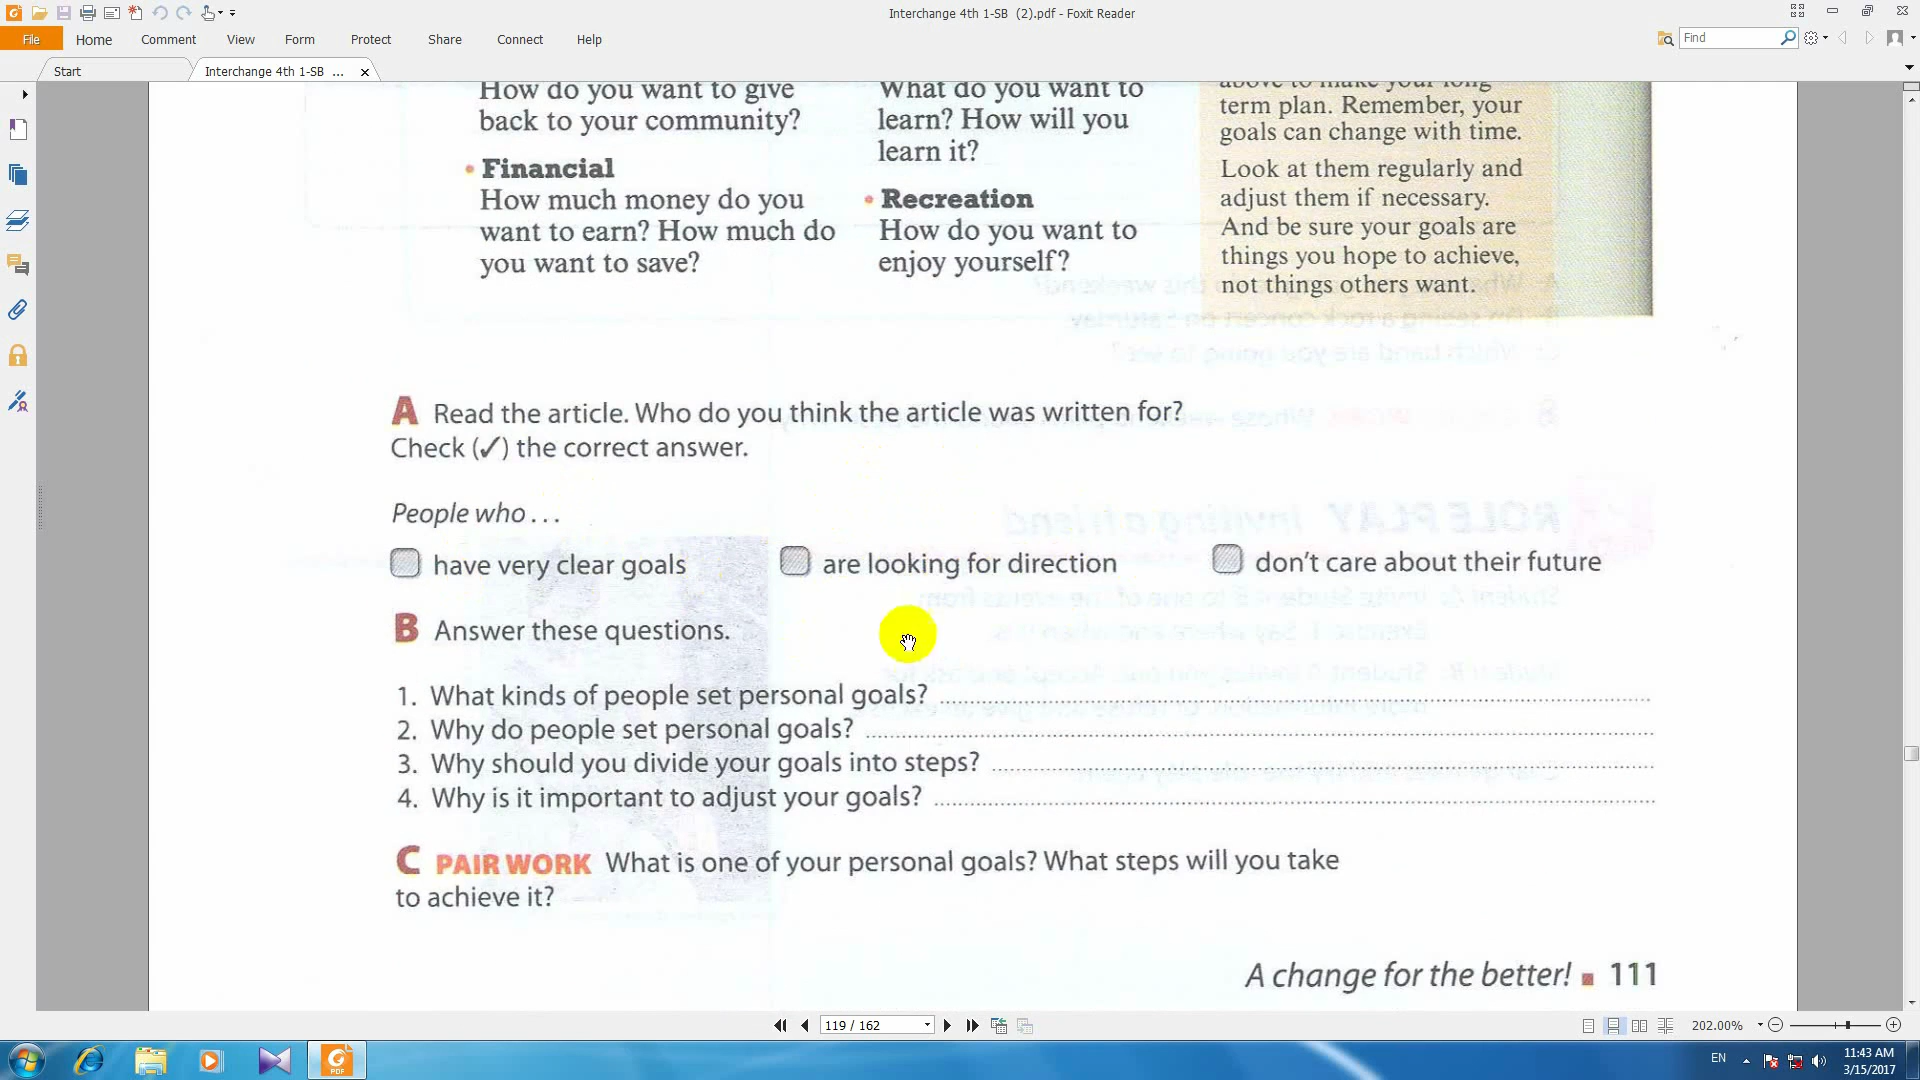 Interchange 4th 1-SB  (2).pdf - Foxit Reader
File Home Comment View Form Protect Share Connect Help
Find
Start
Interchange 4th 1-SB ...
How do you want to give
back to your community?
• Financial
How much money do you
want to earn? How much do
you want to save?
What do you want to
learn? How will you
learn it?
• Recreation
How do you want to
enjoy yourself?
above to make your long
term plan. Remember, your
goals can change with time.
Look at them regularly and
adjust them if necessary.
And be sure your goals are
things you hope to achieve,
not things others want.
A Read the article. Who do you think the article was written for?
Check (✓) the correct answer.
People who . . .
have very clear goals
are looking for direction
don't care about their future
B Answer these questions.
1. What kinds of people set personal goals?
2. Why do people set personal goals?
3. Why should you divide your goals into steps?
4. Why is it important to adjust your goals?
C PAIR WORK What is one of your personal goals? What steps will you take
to achieve it?
A change for the better! ■ 111
119 / 162
202.00%
PDF
EN
11:43 AM
3/15/2017